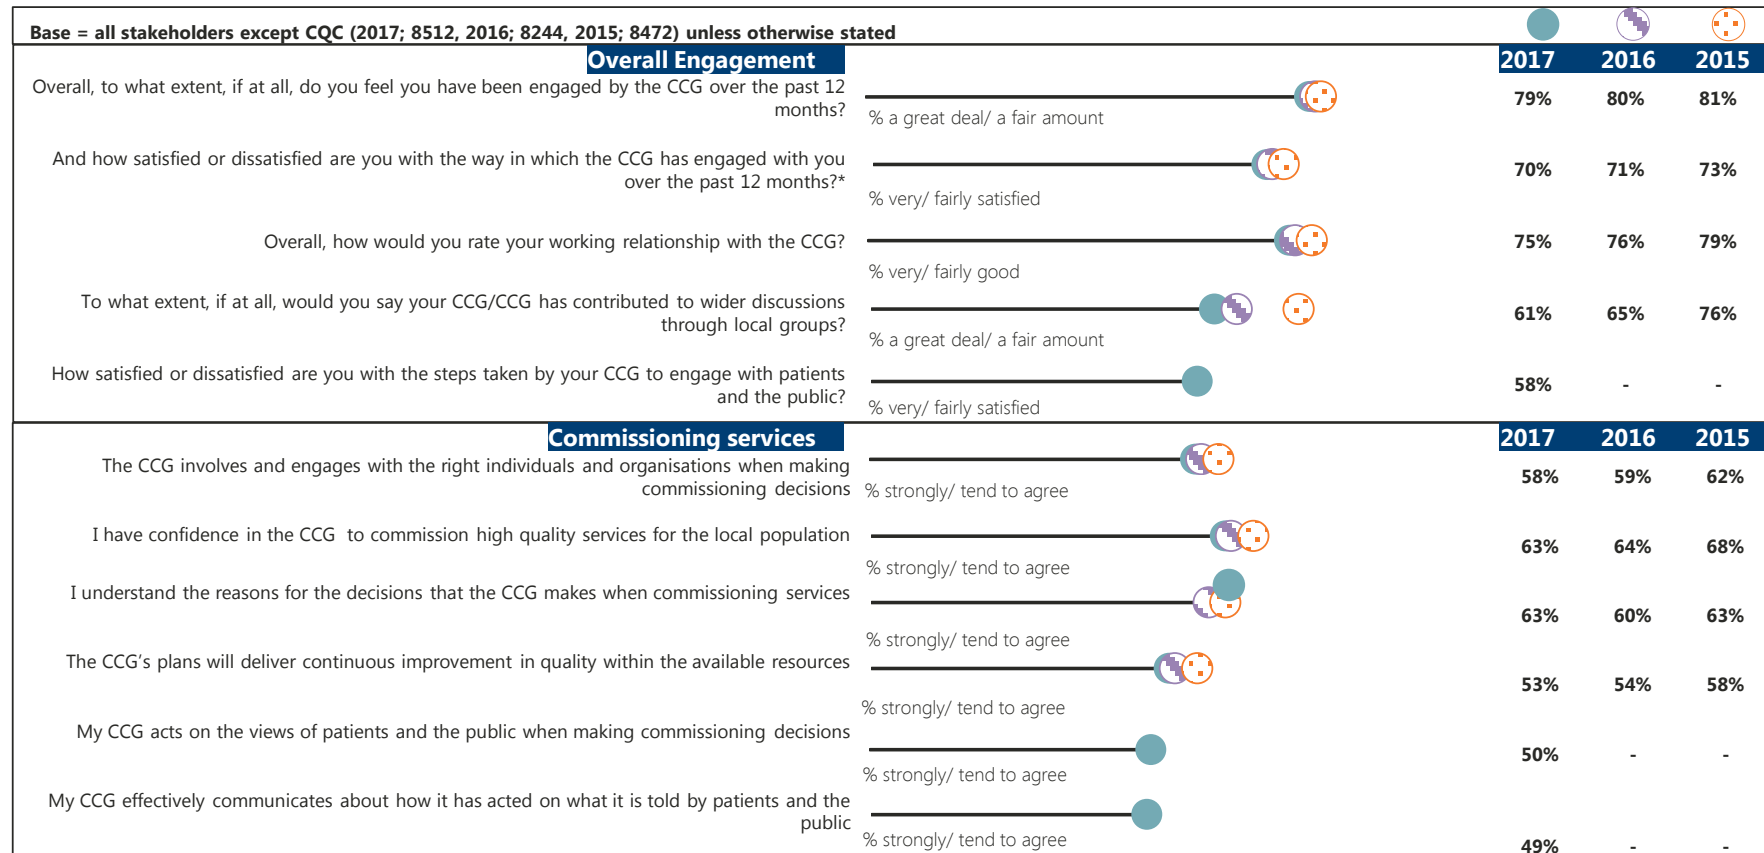 Base = all stakeholders except CQC (2017; 8512, 2016; 8244, 2015; 8472) unless otherwise stated
Overall Engagement 2017 2016 2015
Overall, to what extent, if at all, do you feel you have been engaged by the CCG over the past 12
months?
% a great deal/ a fair amount
79% 80% 81%
And how satisfied or dissatisfied are you with the way in which the CCG has engaged with you
over the past 12 months?*
% very/ fairly satisfied
70% 71% 73%
Overall, how would you rate your working relationship with the CCG?
% very/ fairly good
75% 76% 79%
To what extent, if at all, would you say your CCG/CCG has contributed to wider discussions
through local groups?
% a great deal/ a fair amount
61% 65% 76%
How satisfied or dissatisfied are you with the steps taken by your CCG to engage with patients
and the public?
% very/ fairly satisfied
58% - -
Commissioning services 2017 2016 2015
The CCG involves and engages with the right individuals and organisations when making
commissioning decisions
% strongly/ tend to agree
58% 59% 62%
I have confidence in the CCG to commission high quality services for the local population
% strongly/ tend to agree
63% 64% 68%
I understand the reasons for the decisions that the CCG makes when commissioning services
% strongly/ tend to agree
63% 60% 63%
The CCG's plans will deliver continuous improvement in quality within the available resources
% strongly/ tend to agree
53% 54% 58%
My CCG acts on the views of patients and the public when making commissioning decisions
% strongly/ tend to agree
50% - -
My CCG effectively communicates about how it has acted on what it is told by patients and the
public
% strongly/ tend to agree
49% - -